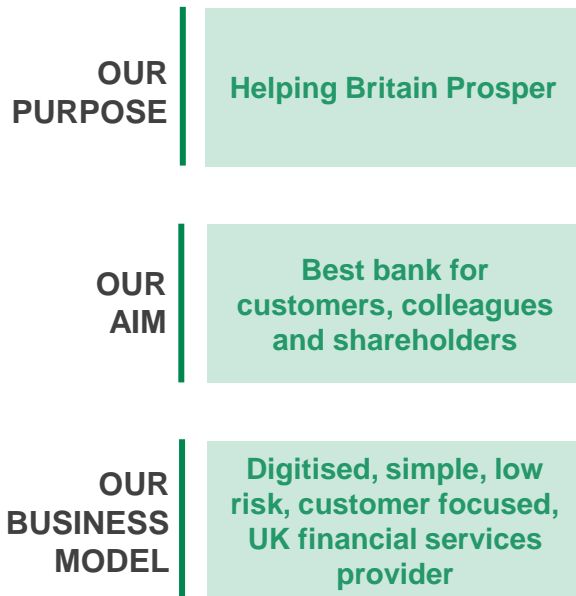 OUR
PURPOSE
Helping Britain Prosper
OUR
AIM
Best bank for
customers, colleagues
and shareholders
OUR
BUSINESS
MODEL
Digitised, simple, low
risk, customer focused,
UK financial services
provider